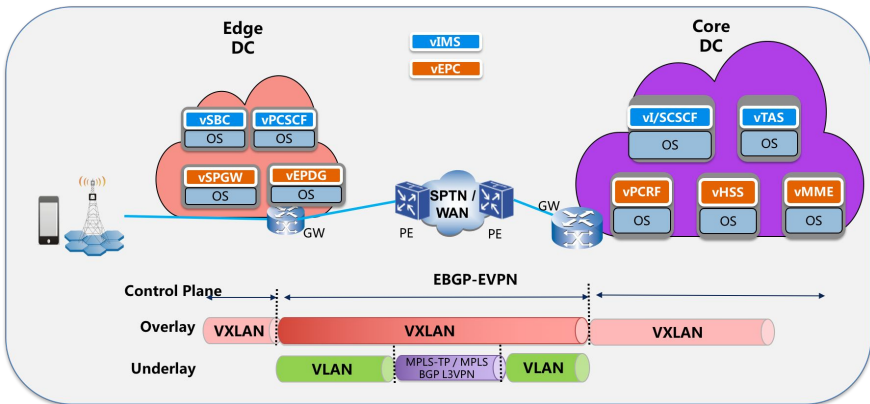 Edge
DC
vIMS
vEPC
Core
DC
vSBC
vPCSCF
OS
OS
vSPGW
vEPDG
OS
OS
vI/SCSCF
vTAS
OS
OS
vPCRF
vHSS
vMME
OS
OS
OS
SPTN /
WAN
GW
PE
PE
GW
EBGP-EVPN
Control Plane
Overlay
VXLAN
VXLAN
VXLAN
Underlay
VLAN
MPLS-TP / MPLS
BGP L3VPN
VLAN